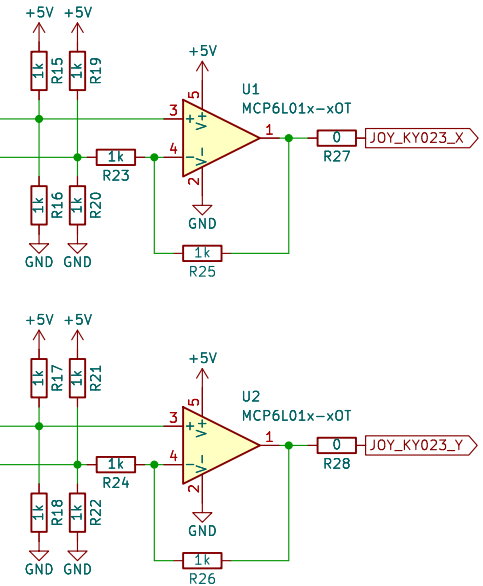 +5V +5V
1k R15 1k R19
+5V
U1
MCP6L01x-xOT
5
3 + V+ 1 0 JOY_KY023_X
R27
1k 4 - V-
R23
2
1k R16 1k R20
GND
GND GND
1k
R25
+5V +5V
1k R17 1k R21
+5V
U2
MCP6L01x-xOT
5
3 + V+ 1 0 JOY_KY023_Y
R28
1k 4 - V-
R24
2
1k R18 1k R22
GND
GND GND
1k
R26